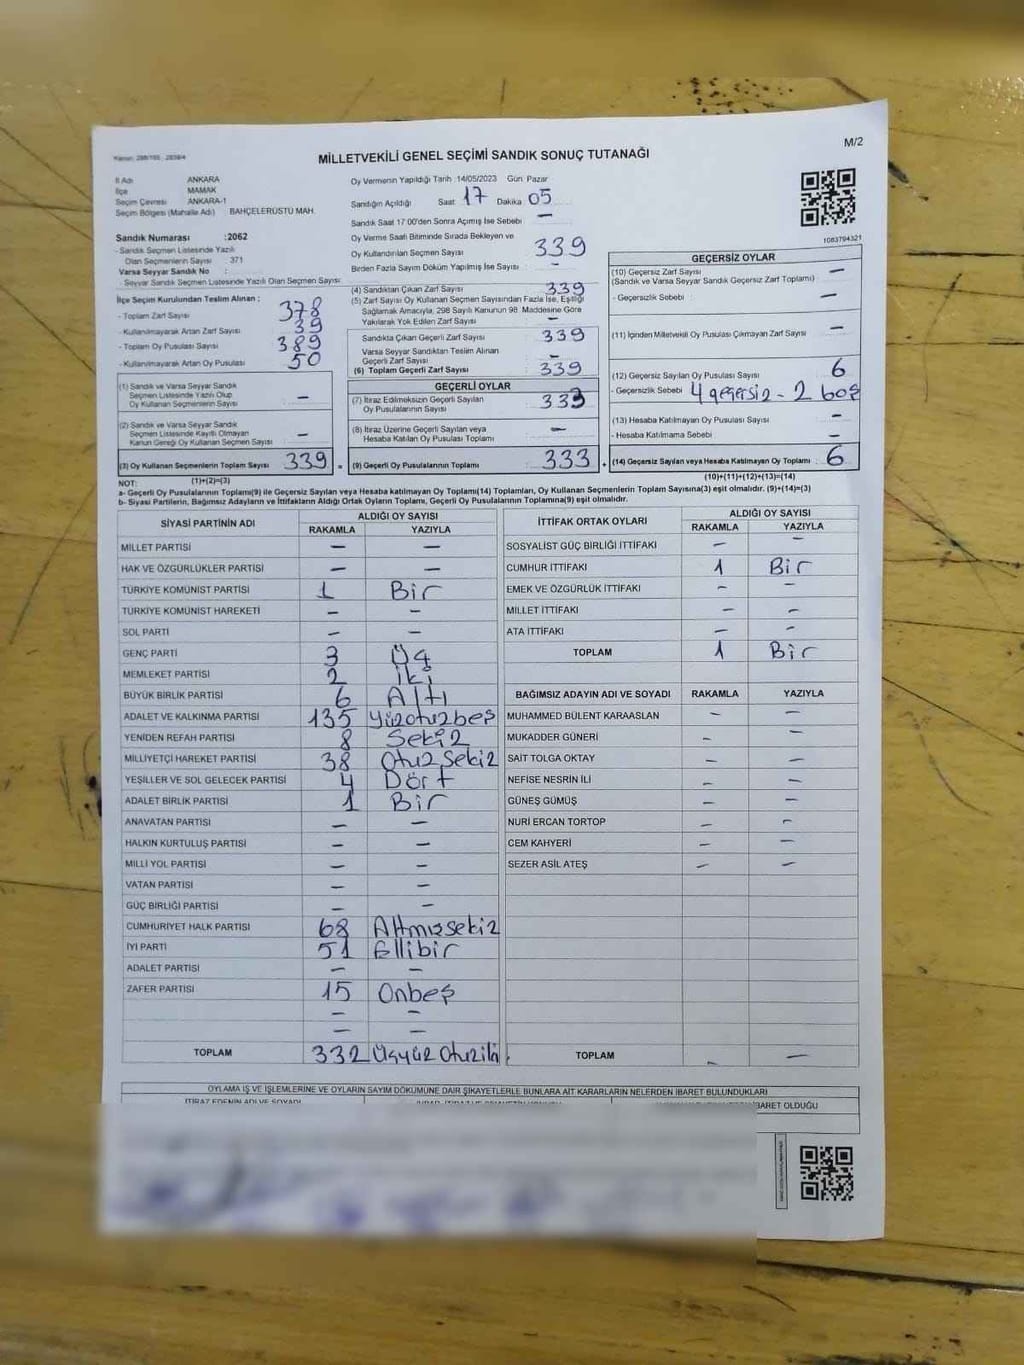 M/2
MİLLETVEKİLİ GENEL SEÇİMİ SANDIK SONUÇ TUTANAĞI
İl Adı ANKARA
İlçe MAMAK
Seçim Çevresi ANKARA-1
Seçim Bölgesi (Mahalle Adı) BAHÇELERÜSTÜ MAH.
Sandık Numarası :2062
- Sandık Seçmen Listesinde Yazılı
Olan Seçmenlerin Sayısı : 371
Varsa Seyyar Sandık No :
- Seyyar Sandık Seçmen Listesinde Yazılı Olan Seçmen Sayısı:
İlçe Seçim Kurulundan Teslim Alınan :
- Toplam Zarf Sayısı 378
- Kullanılmayarak Artan Zarf Sayısı 39
- Toplam Oy Pusulası Sayısı 389
- Kullanılmayarak Artan Oy Pusulası 50
(1) Sandık ve Varsa Seyyar Sandık
Seçmen Listesinde Yazılı Olup
Oy Kullanan Seçmenlerin Sayısı —
(2) Sandık ve Varsa Seyyar Sandık
Seçmen Listesinde Kayıtlı Olmayan
Kanun Gereği Oy Kullanan Seçmen Sayısı —
(3) Oy Kullanan Seçmenlerin Toplam Sayısı 339 =
(1)+(2)=(3)
Oy Vermenin Yapıldığı Tarih :14/05/2023 Gün Pazar
Sandığın Açıldığı Saat 17 Dakika 05
Sandık Saat 17.00'den Sonra Açılmış İse Sebebi —
Oy Verme Saati Bitiminde Sırada Bekleyen ve
Oy Kullandırılan Seçmen Sayısı 339
Birden Fazla Sayım Döküm Yapılmış İse Sayısı —
(4) Sandıktan Çıkan Zarf Sayısı 339
(5) Zarf Sayısı Oy Kullanan Seçmen Sayısından Fazla İse, Eşitliği
Sağlamak Amacıyla, 298 Sayılı Kanunun 98. Maddesine Göre
Yakılarak Yok Edilen Zarf Sayısı —
Sandıkta Çıkan Geçerli Zarf Sayısı 339
Varsa Seyyar Sandıktan Teslim Alınan
Geçerli Zarf Sayısı —
(6) Toplam Geçerli Zarf Sayısı 339
GEÇERLİ OYLAR
(7) İtiraz Edilmeksizin Geçerli Sayılan
Oy Pusulalarının Sayısı 333
(8) İtiraz Üzerine Geçerli Sayılan veya
Hesaba Katılan Oy Pusulası Toplamı —
(9) Geçerli Oy Pusulalarının Toplamı 333 +
1083794321
GEÇERSİZ OYLAR
(10) Geçersiz Zarf Sayısı —
(Sandık ve Varsa Seyyar Sandık Geçersiz Zarf Toplamı)
- Geçersizlik Sebebi : —
(11) İçinden Milletvekili Oy Pusulası Çıkmayan Zarf Sayısı —
(12) Geçersiz Sayılan Oy Pusulası Sayısı 6
- Geçersizlik Sebebi 4 geçersiz - 2 boş
(13) Hesaba Katılmayan Oy Pusulası Sayısı —
- Hesaba Katılmama Sebebi —
(14) Geçersiz Sayılan veya Hesaba Katılmayan Oy Toplamı : 6
(10)+(11)+(12)+(13)=(14)
NOT:
a- Geçerli Oy Pusulalarının Toplamı(9) ile Geçersiz Sayılan veya Hesaba katılmayan Oy Toplamı(14) Toplamları, Oy Kullanan Seçmenlerin Toplam Sayısına(3) eşit olmalıdır. (9)+(14)=(3)
b- Siyasi Partilerin, Bağımsız Adayların ve İttifakların Aldığı Ortak Oyların Toplamı, Geçerli Oy Pusulalarının Toplamına(9) eşit olmalıdır.
SİYASİ PARTİNİN ADI ALDIĞI OY SAYISI
RAKAMLA YAZIYLA
MİLLET PARTİSİ — —
HAK VE ÖZGÜRLÜKLER PARTİSİ — —
TÜRKİYE KOMÜNİST PARTİSİ 1 Bir
TÜRKİYE KOMÜNİST HAREKETİ — —
SOL PARTİ — —
GENÇ PARTİ 3 Üç
MEMLEKET PARTİSİ 2 İki
BÜYÜK BİRLİK PARTİSİ 6 Altı
ADALET VE KALKINMA PARTİSİ 135 Yüzotuzbeş
YENİDEN REFAH PARTİSİ 8 Sekiz
MİLLİYETÇİ HAREKET PARTİSİ 38 Otuz Sekiz
YEŞİLLER VE SOL GELECEK PARTİSİ 4 Dört
ADALET BİRLİK PARTİSİ 1 Bir
ANAVATAN PARTİSİ — —
HALKIN KURTULUŞ PARTİSİ — —
MİLLİ YOL PARTİSİ — —
VATAN PARTİSİ — —
GÜÇ BİRLİĞİ PARTİSİ — —
CUMHURİYET HALK PARTİSİ 68 Altmışsekiz
İYİ PARTİ 51 Ellibir
ADALET PARTİSİ — —
ZAFER PARTİSİ 15 Onbeş
— —
— —
TOPLAM 332 Üçyüz Otuziki
İTTİFAK ORTAK OYLARI ALDIĞI OY SAYISI
RAKAMLA YAZIYLA
SOSYALİST GÜÇ BİRLİĞİ İTTİFAKI — —
CUMHUR İTTİFAKI 1 Bir
EMEK VE ÖZGÜRLÜK İTTİFAKI — —
MİLLET İTTİFAKI — —
ATA İTTİFAKI — —
TOPLAM 1 Bir
BAĞIMSIZ ADAYIN ADI VE SOYADI RAKAMLA YAZIYLA
MUHAMMED BÜLENT KARAASLAN — —
MUKADDER GÜNERİ — —
SAİT TOLGA OKTAY — —
NEFİSE NESRİN İLİ — —
GÜNEŞ GÜMÜŞ — —
NURİ ERCAN TORTOP — —
CEM KAHYERİ — —
SEZER ASİL ATEŞ — —
TOPLAM — —
OYLAMA İŞ VE İŞLEMLERİNE VE OYLARIN SAYIM DÖKÜMÜNE DAİR ŞİKAYETLERLE BUNLARA AİT KARARLARIN NELERDEN İBARET BULUNDUKLARI
İTİRAZ EDENİN ADI VE SOYADI
İBARET OLDUĞU